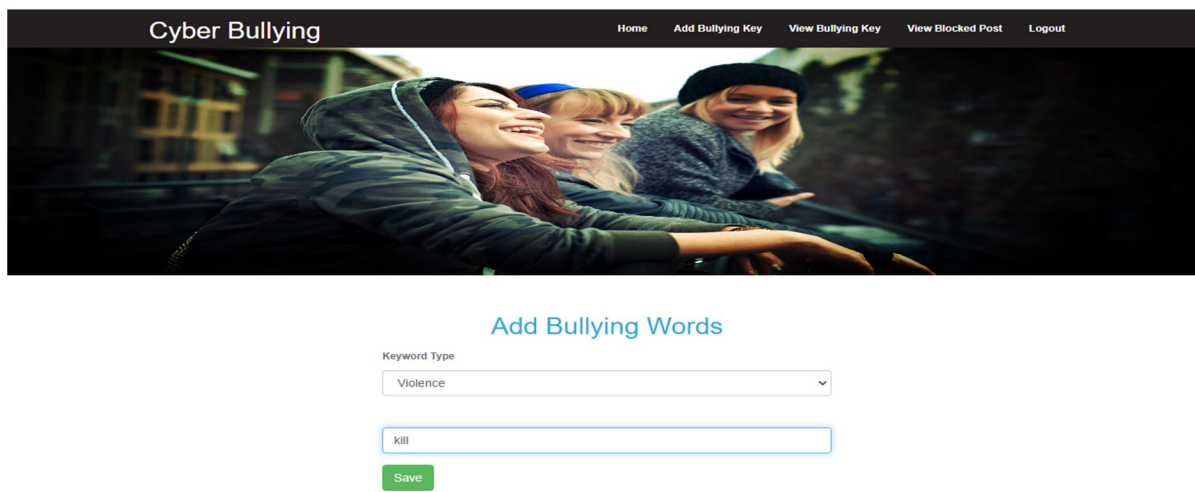 Cyber Bullying Home Add Bullying Key View Bullying Key View Blocked Post Logout
Add Bullying Words
Keyword Type
Violence
kill
Save